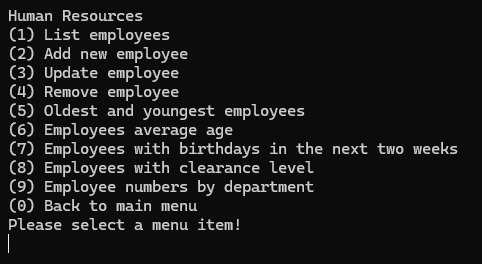 Human Resources
(1) List employees
(2) Add new employee
(3) Update employee
(4) Remove employee
(5) Oldest and youngest employees
(6) Employees average age
(7) Employees with birthdays in the next two weeks
(8) Employees with clearance level
(9) Employee numbers by department
(0) Back to main menu
Please select a menu item!